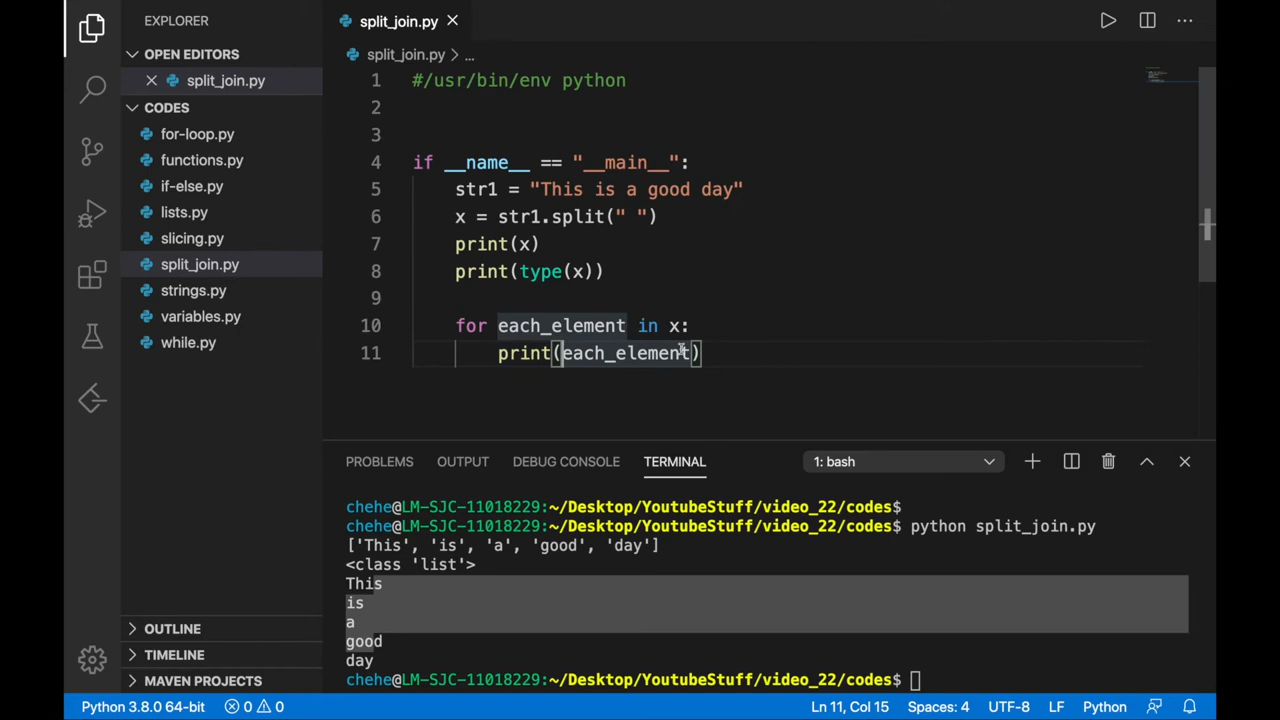 EXPLORER
OPEN EDITORS
split_join.py
CODES
for-loop.py
functions.py
if-else.py
lists.py
slicing.py
split_join.py
strings.py
variables.py
while.py
OUTLINE
TIMELINE
MAVEN PROJECTS
split_join.py
split_join.py > ...
1 #/usr/bin/env python
2
3
4 if __name__ == "__main__":
5 str1 = "This is a good day"
6 x = str1.split(" ")
7 print(x)
8 print(type(x))
9
10 for each_element in x:
11 print(each_element)
PROBLEMS OUTPUT DEBUG CONSOLE TERMINAL 1: bash
chehe@LM-SJC-11018229:~/Desktop/YoutubeStuff/video_22/codes$
chehe@LM-SJC-11018229:~/Desktop/YoutubeStuff/video_22/codes$ python split_join.py
['This', 'is', 'a', 'good', 'day']
<class 'list'>
This
is
a
good
day
chehe@LM-SJC-11018229:~/Desktop/YoutubeStuff/video_22/codes$
Python 3.8.0 64-bit 0 0 Ln 11, Col 15 Spaces: 4 UTF-8 LF Python